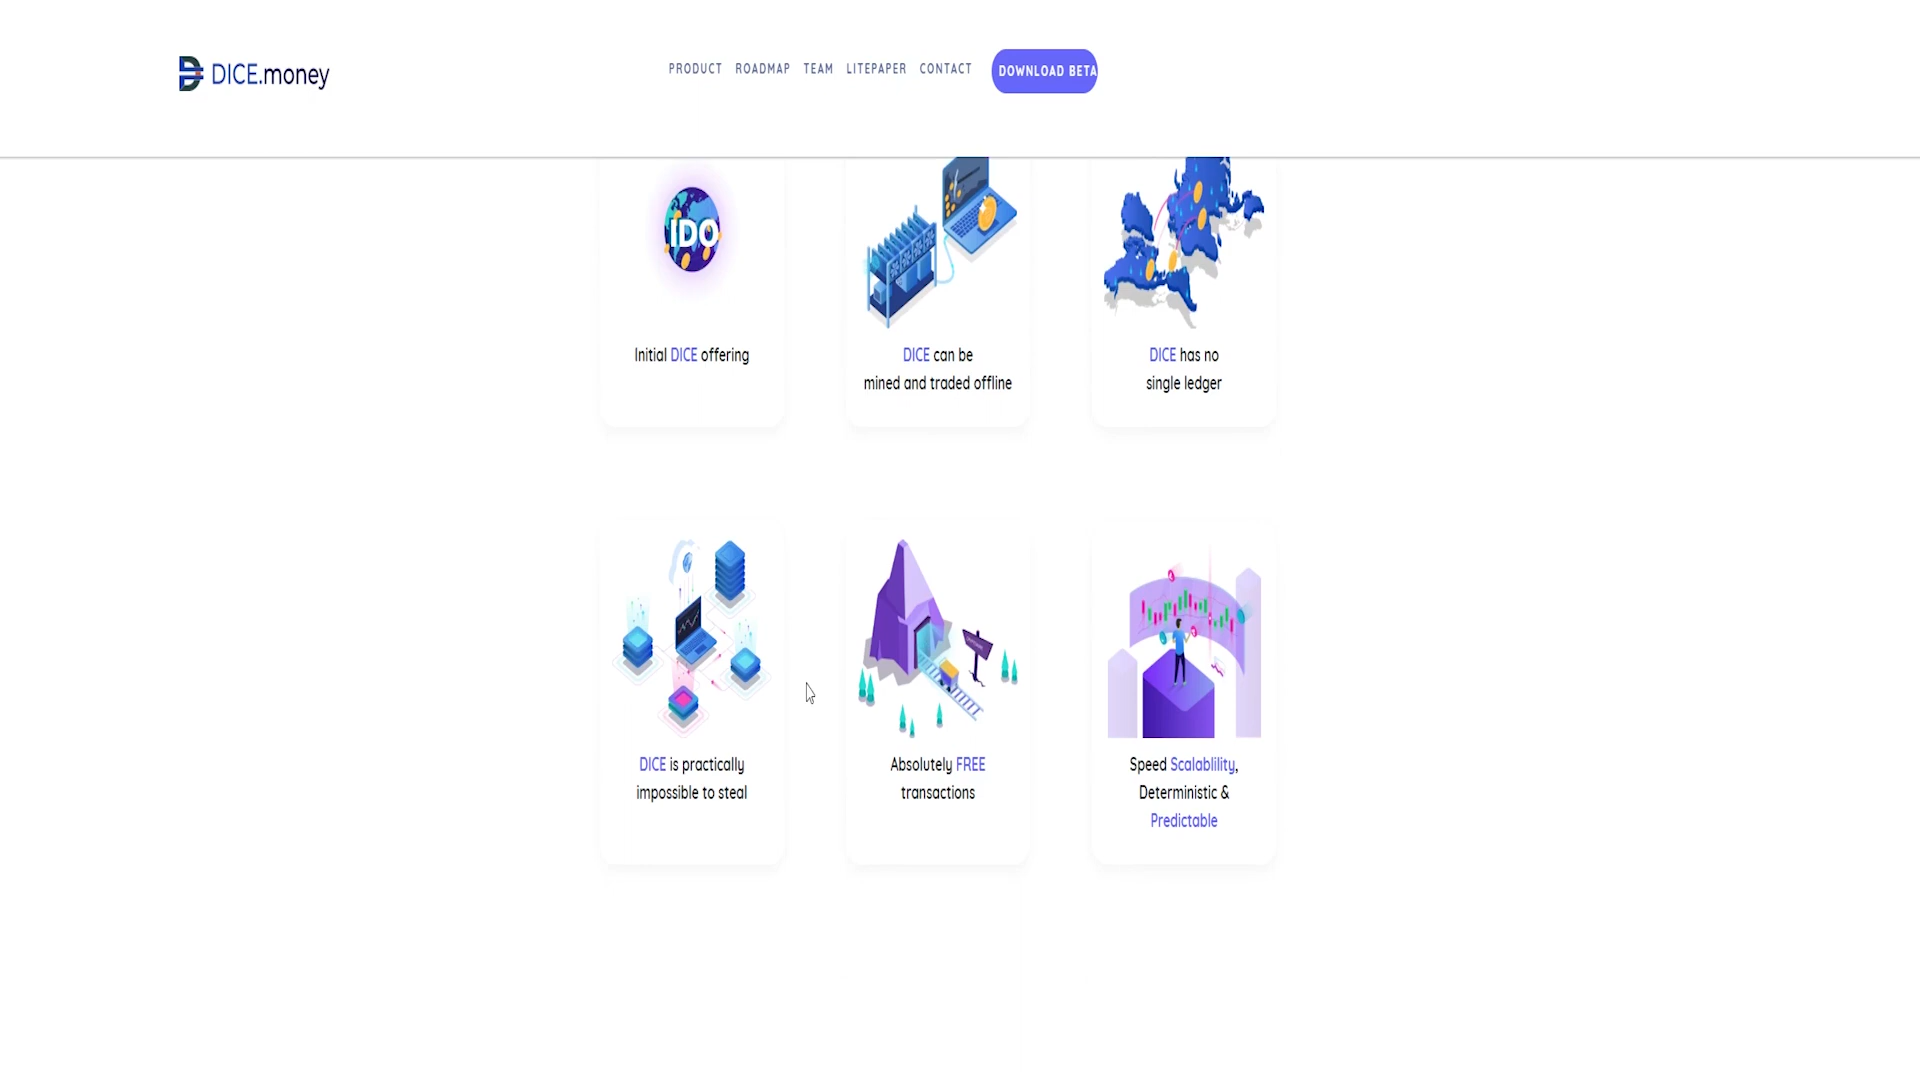 DICE.money
PRODUCT ROADMAP TEAM LITEPAPER CONTACT DOWNLOAD BETA
IDO
Initial DICE offering
DICE can be
mined and traded offline
DICE has no
single ledger
DICE is practically
impossible to steal
Absolutely FREE
transactions
Speed Scalablility,
Deterministic &
Predictable